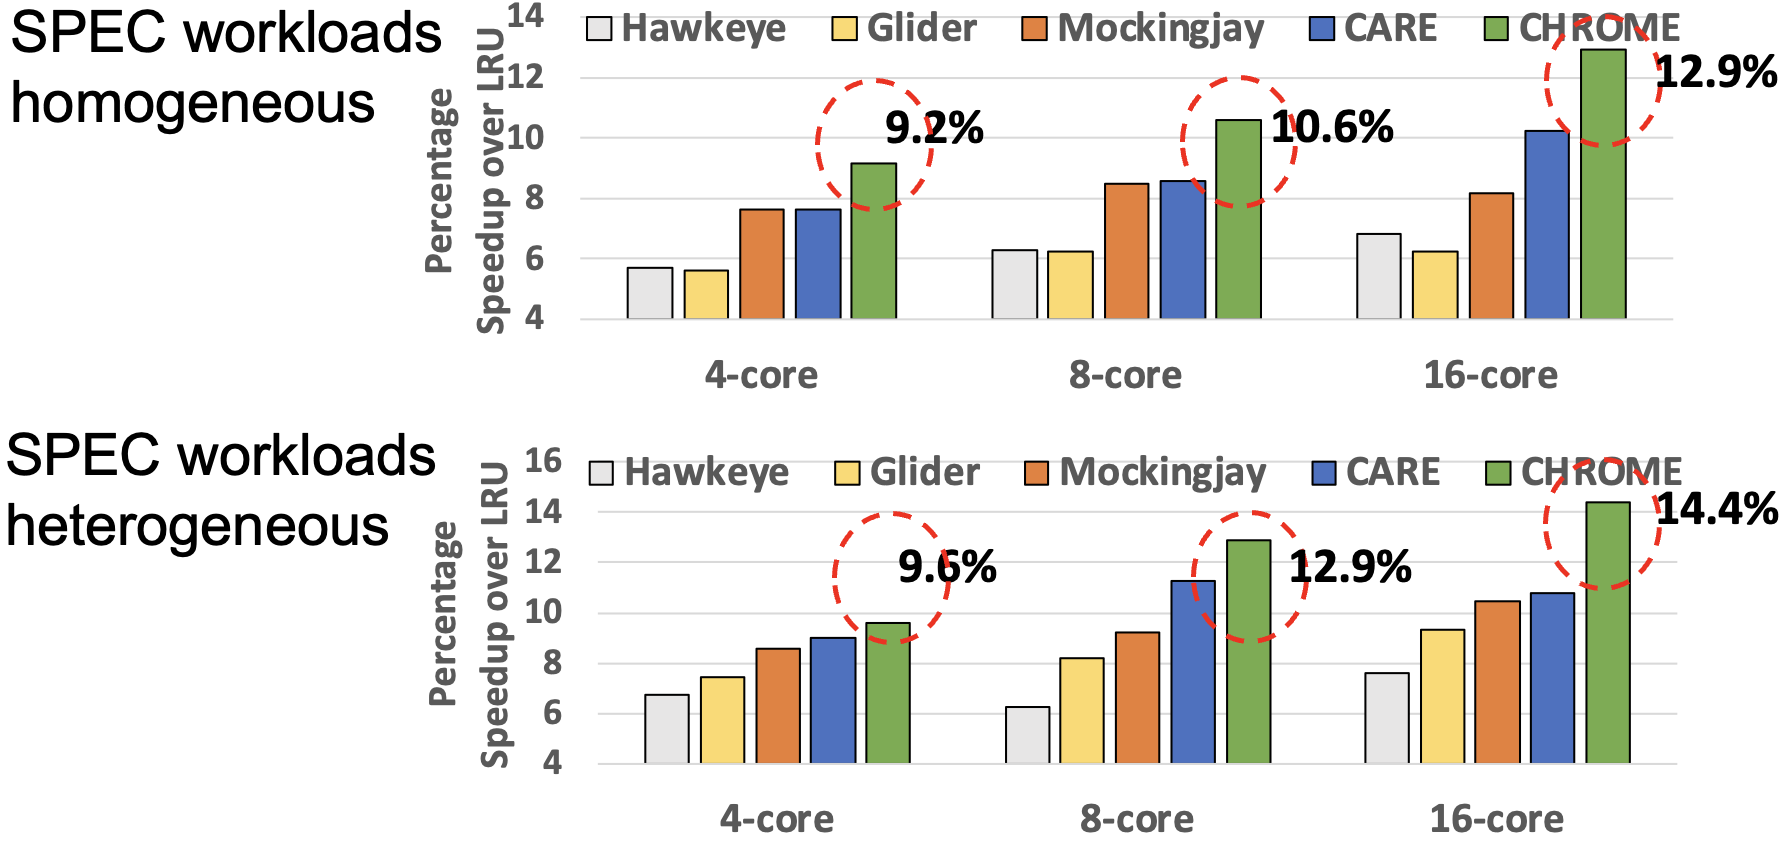 SPEC workloads
homogeneous
Percentage
Speedup over LRU
14
12
10
8
6
4
Hawkeye Glider Mockingjay CARE CHROME
9.2%
10.6%
12.9%
4-core 8-core 16-core
SPEC workloads
heterogeneous
Percentage
Speedup over LRU
16
14
12
10
8
6
4
Hawkeye Glider Mockingjay CARE CHROME
9.6%
12.9%
14.4%
4-core 8-core 16-core